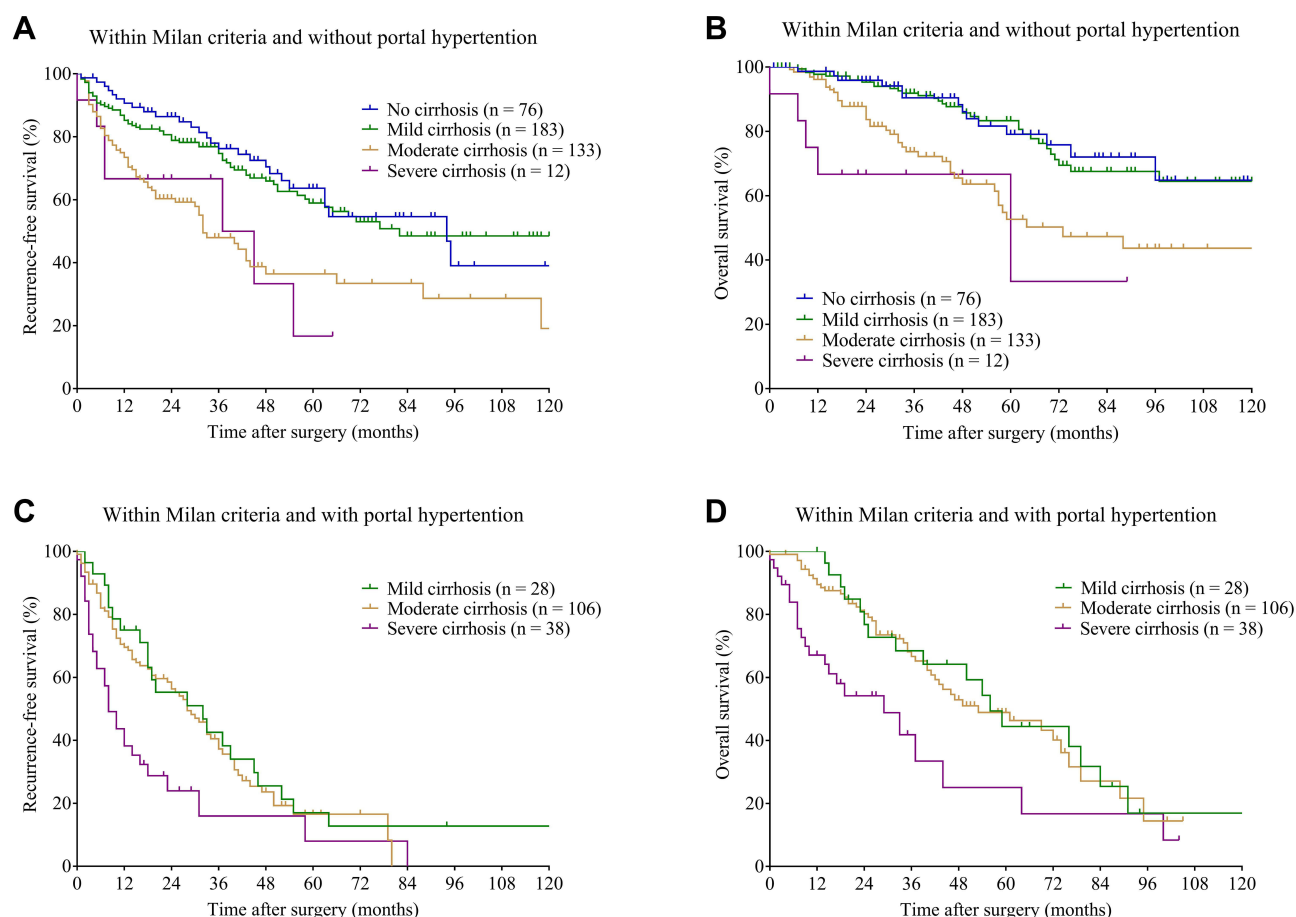 A
Within Milan criteria and without portal hypertention
Recurrence-free survival (%)
100
80
60
40
20
0
No cirrhosis (n = 76)
Mild cirrhosis (n = 183)
Moderate cirrhosis (n = 133)
Severe cirrhosis (n = 12)
0 12 24 36 48 60 72 84 96 108 120
Time after surgery (months)
B
Within Milan criteria and without portal hypertention
Overall survival (%)
100
80
60
40
20
0
No cirrhosis (n = 76)
Mild cirrhosis (n = 183)
Moderate cirrhosis (n = 133)
Severe cirrhosis (n = 12)
0 12 24 36 48 60 72 84 96 108 120
Time after surgery (months)
C
Within Milan criteria and with portal hypertention
Recurrence-free survival (%)
100
80
60
40
20
0
Mild cirrhosis (n = 28)
Moderate cirrhosis (n = 106)
Severe cirrhosis (n = 38)
0 12 24 36 48 60 72 84 96 108 120
Time after surgery (months)
D
Within Milan criteria and with portal hypertention
Overall survival (%)
100
80
60
40
20
0
Mild cirrhosis (n = 28)
Moderate cirrhosis (n = 106)
Severe cirrhosis (n = 38)
0 12 24 36 48 60 72 84 96 108 120
Time after surgery (months)